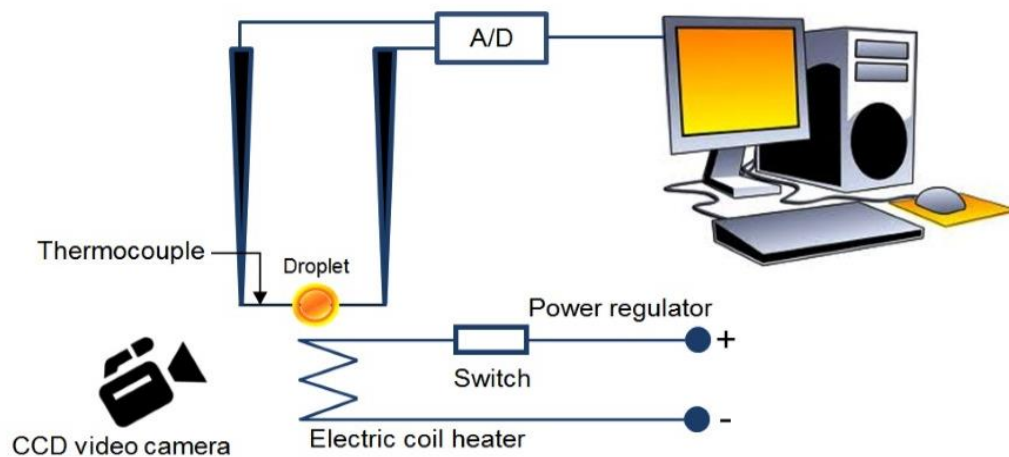 A/D
Thermocouple
Droplet
Power regulator
+
Switch
-
Electric coil heater
CCD video camera